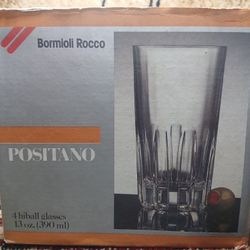 Bormioli Rocco
POSITANO
4 hiball glasses
13 oz. (390 ml)